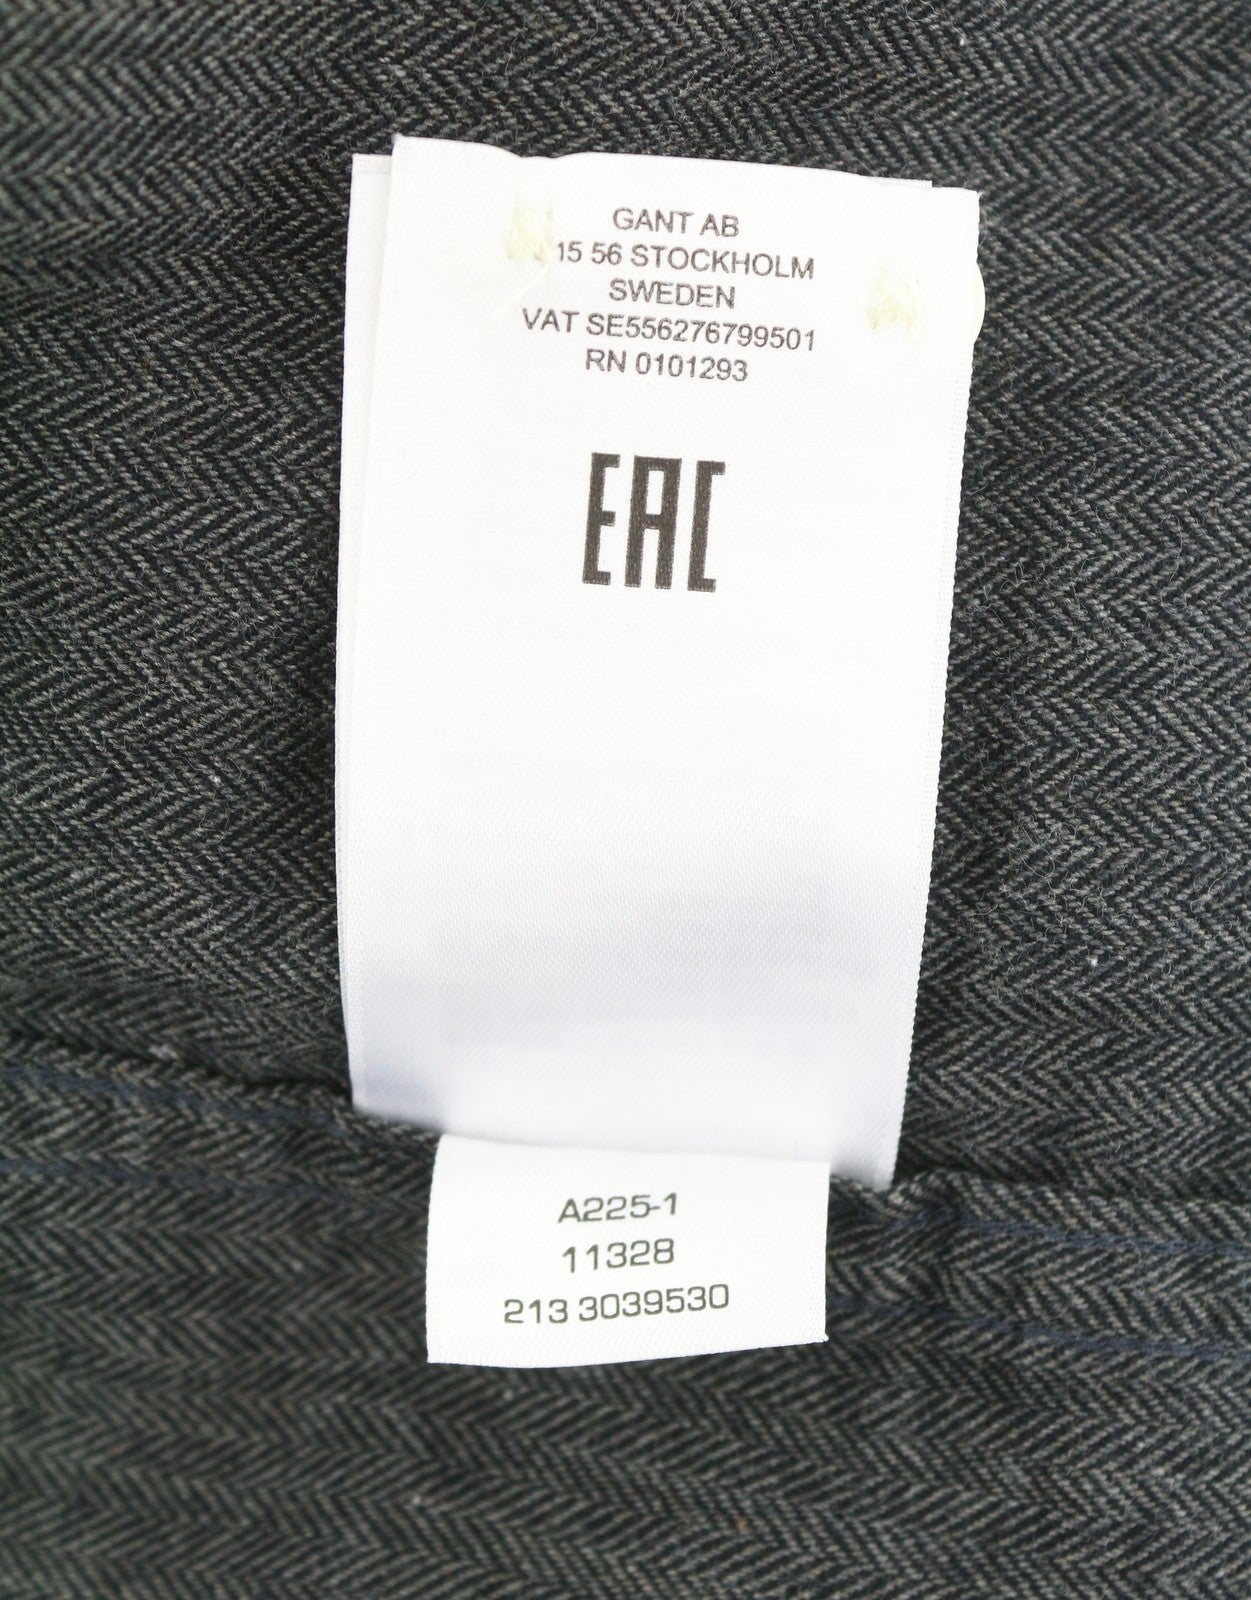 GANT AB
15 56 STOCKHOLM
SWEDEN
VAT SE556276799501
RN 0101293
EAC
A225-1
11328
213 3039530